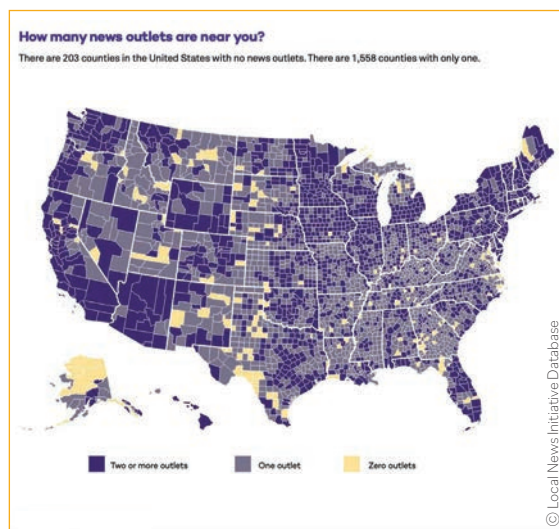 How many news outlets are near you?
There are 203 counties in the United States with no news outlets. There are 1,558 counties with only one.
Two or more outlets
One outlet
Zero outlets
© Local News Initiative Database